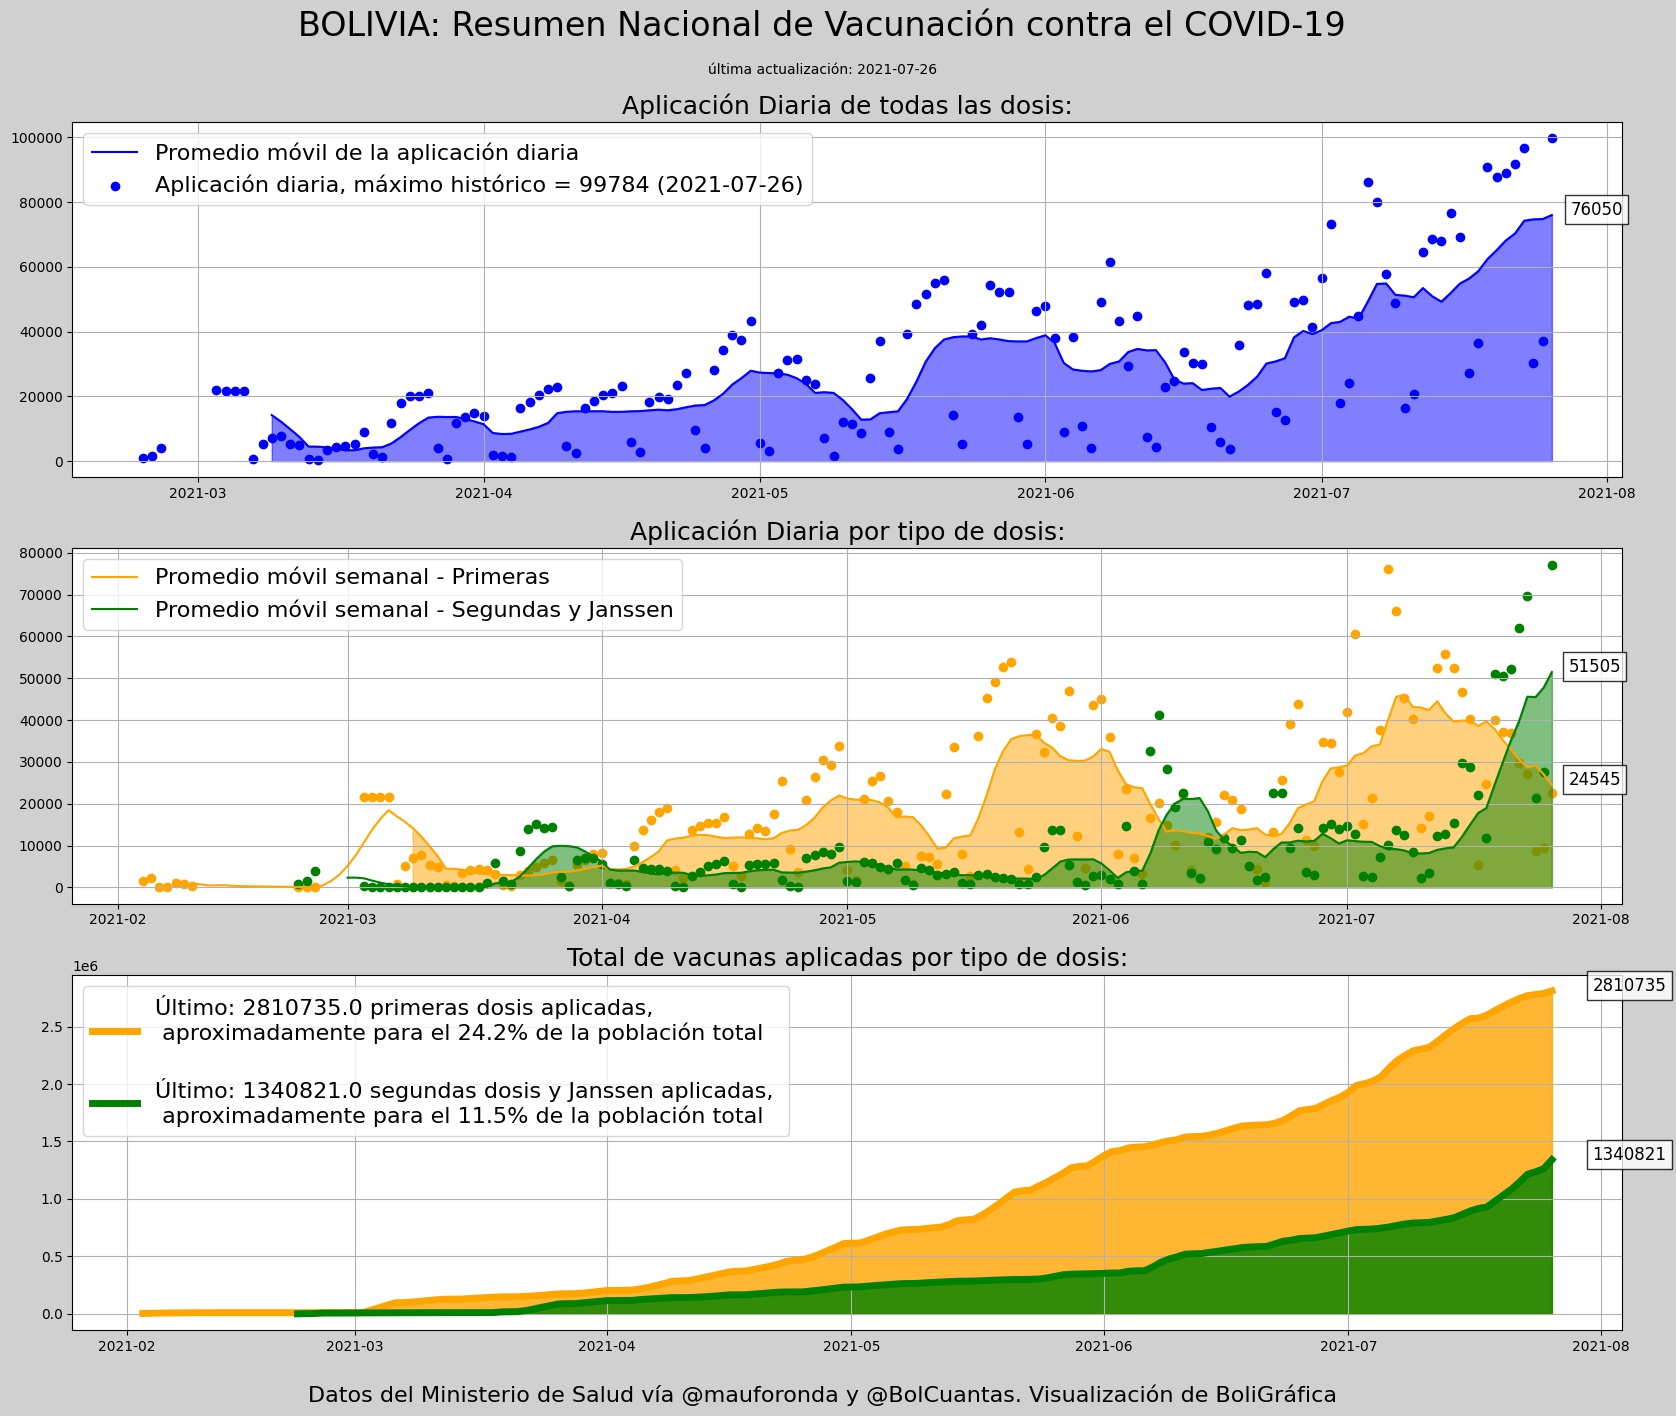 BOLIVIA: Resumen Nacional de Vacunación contra el COVID-19
última actualización: 2021-07-26
Aplicación Diaria de todas las dosis:
100000
80000
60000
40000
20000
0
Promedio móvil de la aplicación diaria
Aplicación diaria, máximo histórico = 99784 (2021-07-26)
76050
2021-03 2021-04 2021-05 2021-06 2021-07 2021-08
Aplicación Diaria por tipo de dosis:
80000
70000
60000
50000
40000
30000
20000
10000
0
Promedio móvil semanal - Primeras
Promedio móvil semanal - Segundas y Janssen
51505
24545
2021-02 2021-03 2021-04 2021-05 2021-06 2021-07 2021-08
Total de vacunas aplicadas por tipo de dosis:
1e6
2.5
2.0
1.5
1.0
0.5
0.0
Último: 2810735.0 primeras dosis aplicadas,
aproximadamente para el 24.2% de la población total
Último: 1340821.0 segundas dosis y Janssen aplicadas,
aproximadamente para el 11.5% de la población total
2810735
1340821
2021-02 2021-03 2021-04 2021-05 2021-06 2021-07 2021-08
Datos del Ministerio de Salud vía @mauforonda y @BolCuantas. Visualización de BoliGráfica